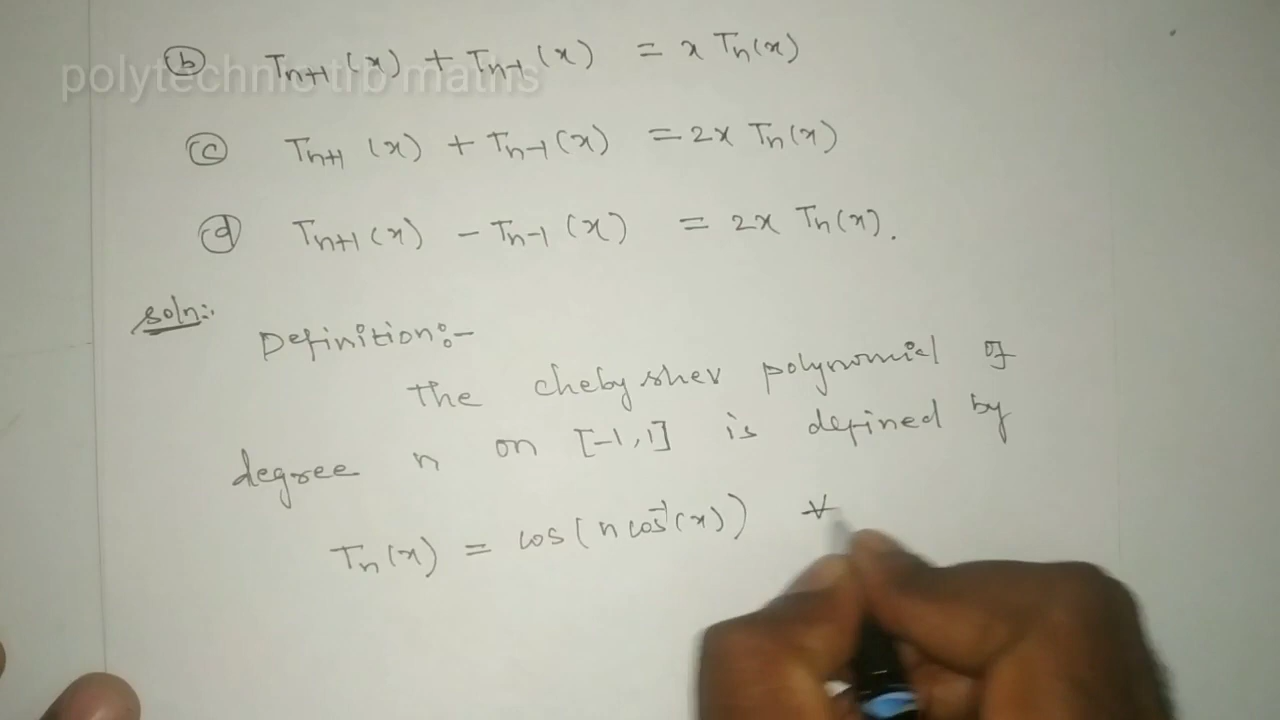 ⓑ Tn+1 (x) + Tn-1 (x) = x Tn(x)
polytechnic trb maths
ⓒ Tn+1 (x) + Tn-1 (x) = 2x Tn(x)
ⓓ Tn+1 (x) - Tn-1 (x) = 2x Tn(x).
Soln:.
Definition:-
The chebyshev polynomial of
degree n on [-1,1] is defined by
Tn(x) = cos(n cos⁻¹(x)) ∀